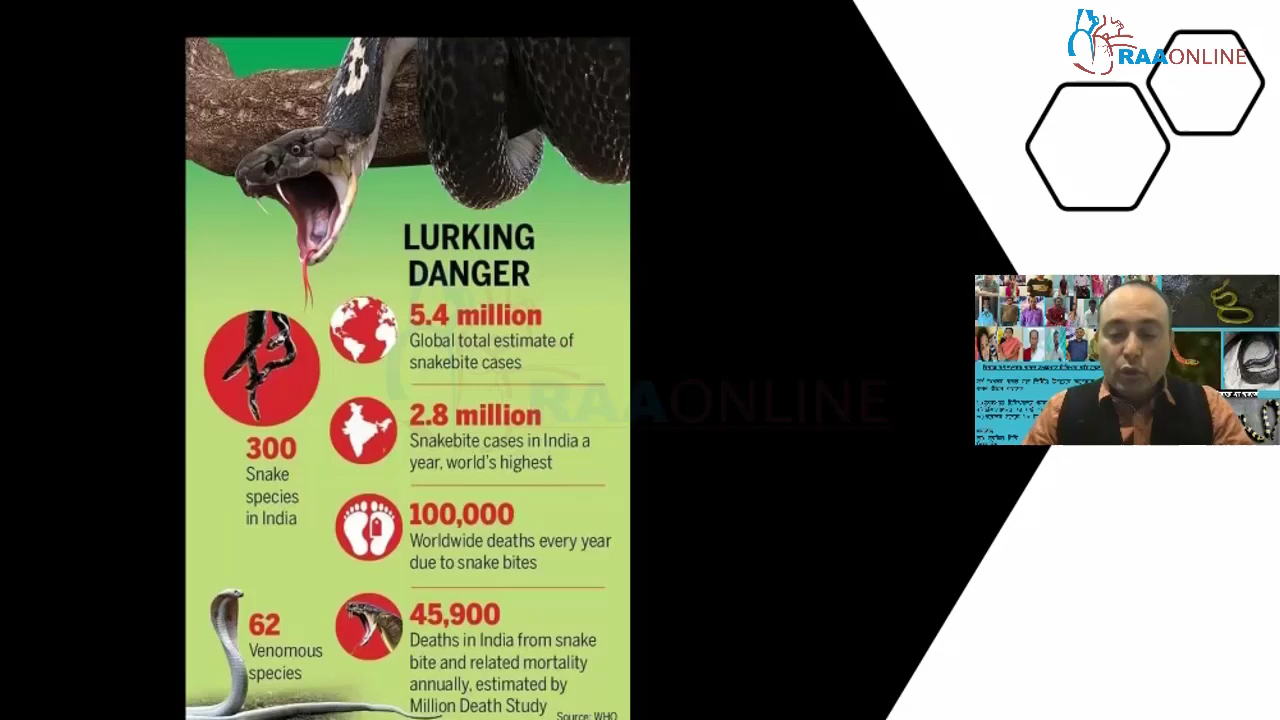 RAAONLINE
LURKING
DANGER
5.4 million
Global total estimate of
snakebite cases
2.8 million
Snakebite cases in India a
year, world's highest
300
Snake
species
in India
100,000
Worldwide deaths every year
due to snake bites
62
Venomous
species
45,900
Deaths in India from snake
bite and related mortality
annually, estimated by
Million Death Study
Source: WHO
RAAONLINE